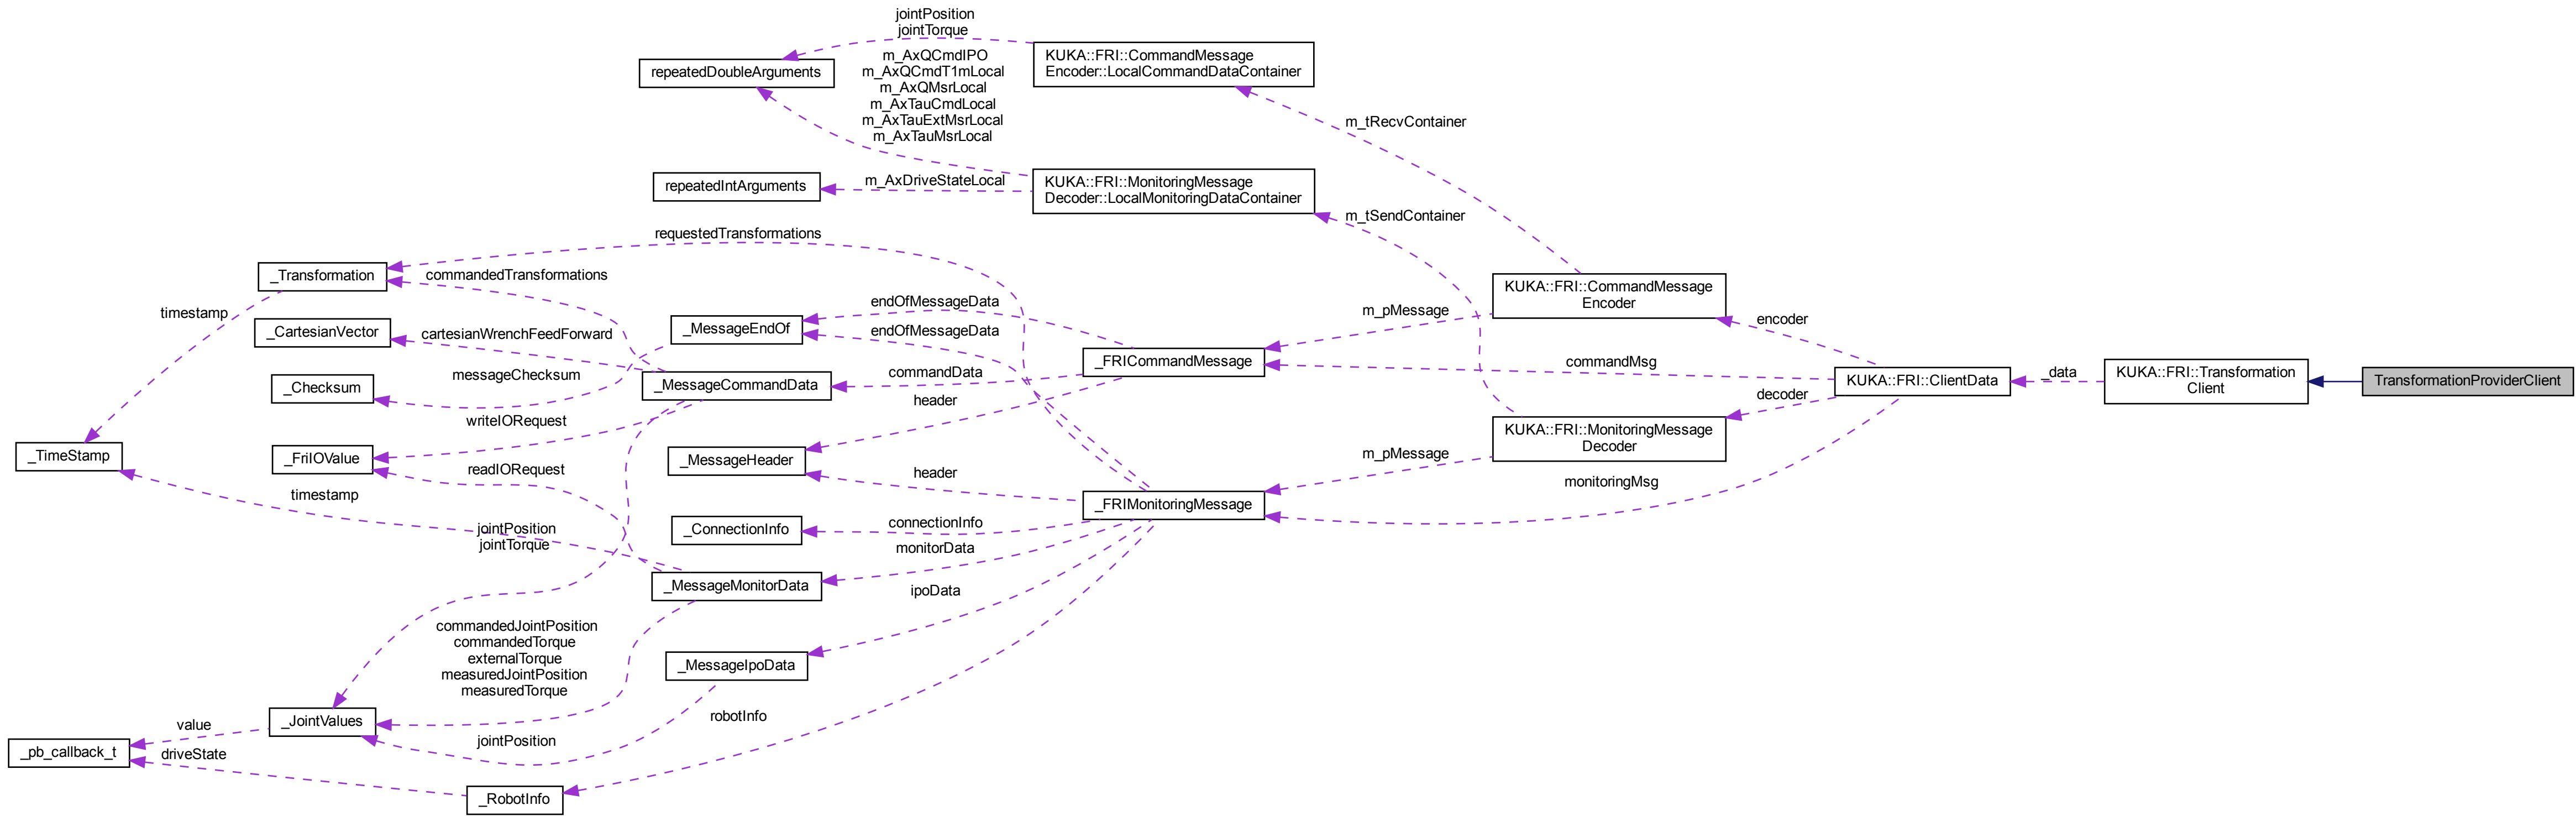 jointPosition
jointTorque
KUKA::FRI::CommandMessage
Encoder::LocalCommandDataContainer
repeatedDoubleArguments
m_AxQCmdIPO
m_AxQCmdT1mLocal
m_AxQMsrLocal
m_AxTauCmdLocal
m_AxTauExtMsrLocal
m_AxTauMsrLocal
m_tRecvContainer
repeatedIntArguments
m_AxDriveStateLocal
KUKA::FRI::MonitoringMessage
Decoder::LocalMonitoringDataContainer
m_tSendContainer
requestedTransformations
_Transformation
commandedTransformations
KUKA::FRI::CommandMessage
Encoder
timestamp
endOfMessageData
m_pMessage
encoder
_CartesianVector
cartesianWrenchFeedForward
_MessageEndOf
endOfMessageData
_FRICommandMessage
commandMsg
messageChecksum
_Checksum
_MessageCommandData
commandData
header
KUKA::FRI::ClientData
_data
KUKA::FRI::Transformation
Client
TransformationProviderClient
decoder
writeIORequest
KUKA::FRI::MonitoringMessage
Decoder
_TimeStamp
_FriIOValue
readIORequest
_MessageHeader
header
m_pMessage
monitoringMsg
timestamp
_FRIMonitoringMessage
jointPosition
jointTorque
_ConnectionInfo
connectionInfo
monitorData
_MessageMonitorData
ipoData
commandedJointPosition
commandedTorque
externalTorque
measuredJointPosition
measuredTorque
_MessageIpoData
robotInfo
_JointValues
value
jointPosition
_pb_callback_t
driveState
_RobotInfo